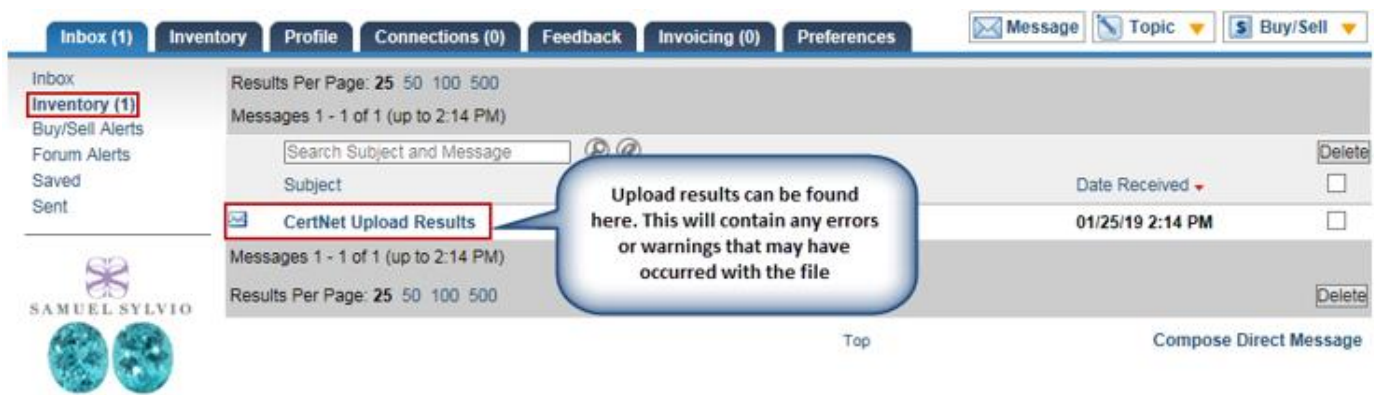 Inbox (1) Inventory Profile Connections (0) Feedback Invoicing (0) Preferences Message Topic Buy/Sell
Inbox
Inventory (1)
Buy/Sell Alerts
Forum Alerts
Saved
Sent
SAMUEL SYLVIO
Results Per Page: 25 50 100 500
Messages 1 - 1 of 1 (up to 2:14 PM)
Search Subject and Message Delete
Subject Date Received
CertNet Upload Results 01/25/19 2:14 PM
Upload results can be found
here. This will contain any errors
or warnings that may have
occurred with the file
Messages 1 - 1 of 1 (up to 2:14 PM)
Results Per Page: 25 50 100 500 Delete
Top Compose Direct Message